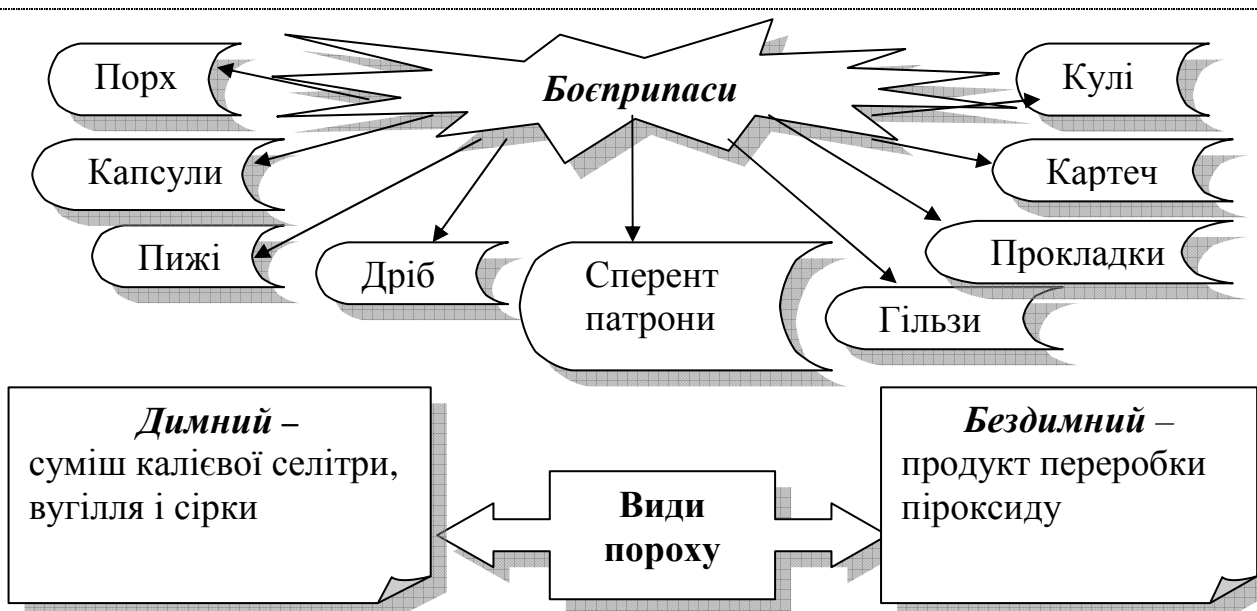 Боєприпаси
Порх
Капсули
Пижі
Дріб
Сперент
патрони
Гільзи
Прокладки
Картеч
Кулі
Димний –
суміш калієвої селітри,
вугілля і сірки
Види
пороху
Бездимний –
продукт переробки
піроксиду